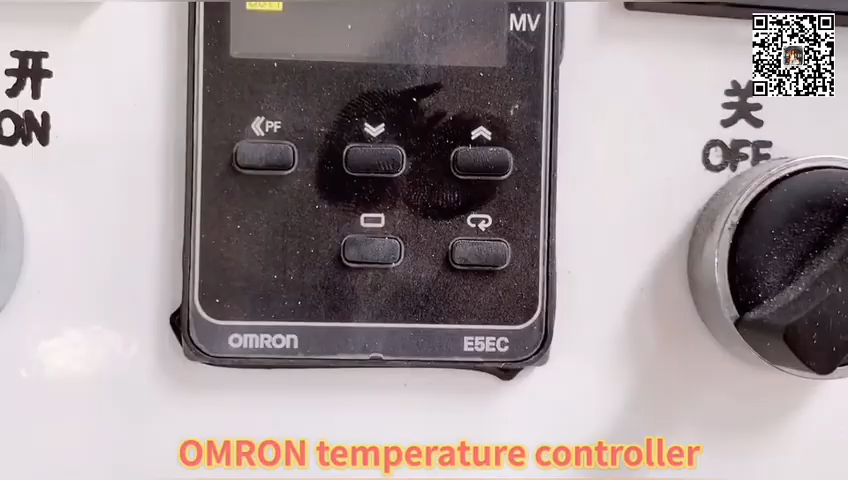 MV
开
ON
关
OFF
PF
OMRON
E5EC
OMRON temperature controller